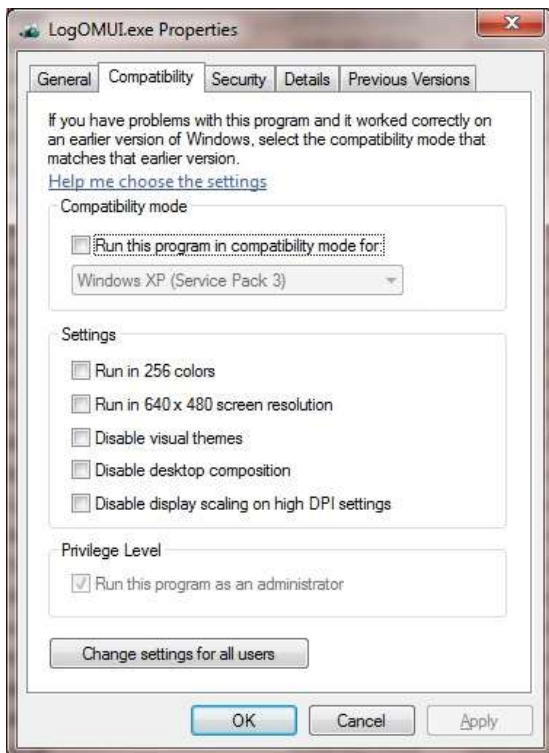 LogOMUI.exe Properties
General Compatibility Security Details Previous Versions
If you have problems with this program and it worked correctly on
an earlier version of Windows, select the compatibility mode that
matches that earlier version.
Help me choose the settings
Compatibility mode
Run this program in compatibility mode for:
Windows XP (Service Pack 3)
Settings
Run in 256 colors
Run in 640 x 480 screen resolution
Disable visual themes
Disable desktop composition
Disable display scaling on high DPI settings
Privilege Level
Run this program as an administrator
Change settings for all users
OK Cancel Apply